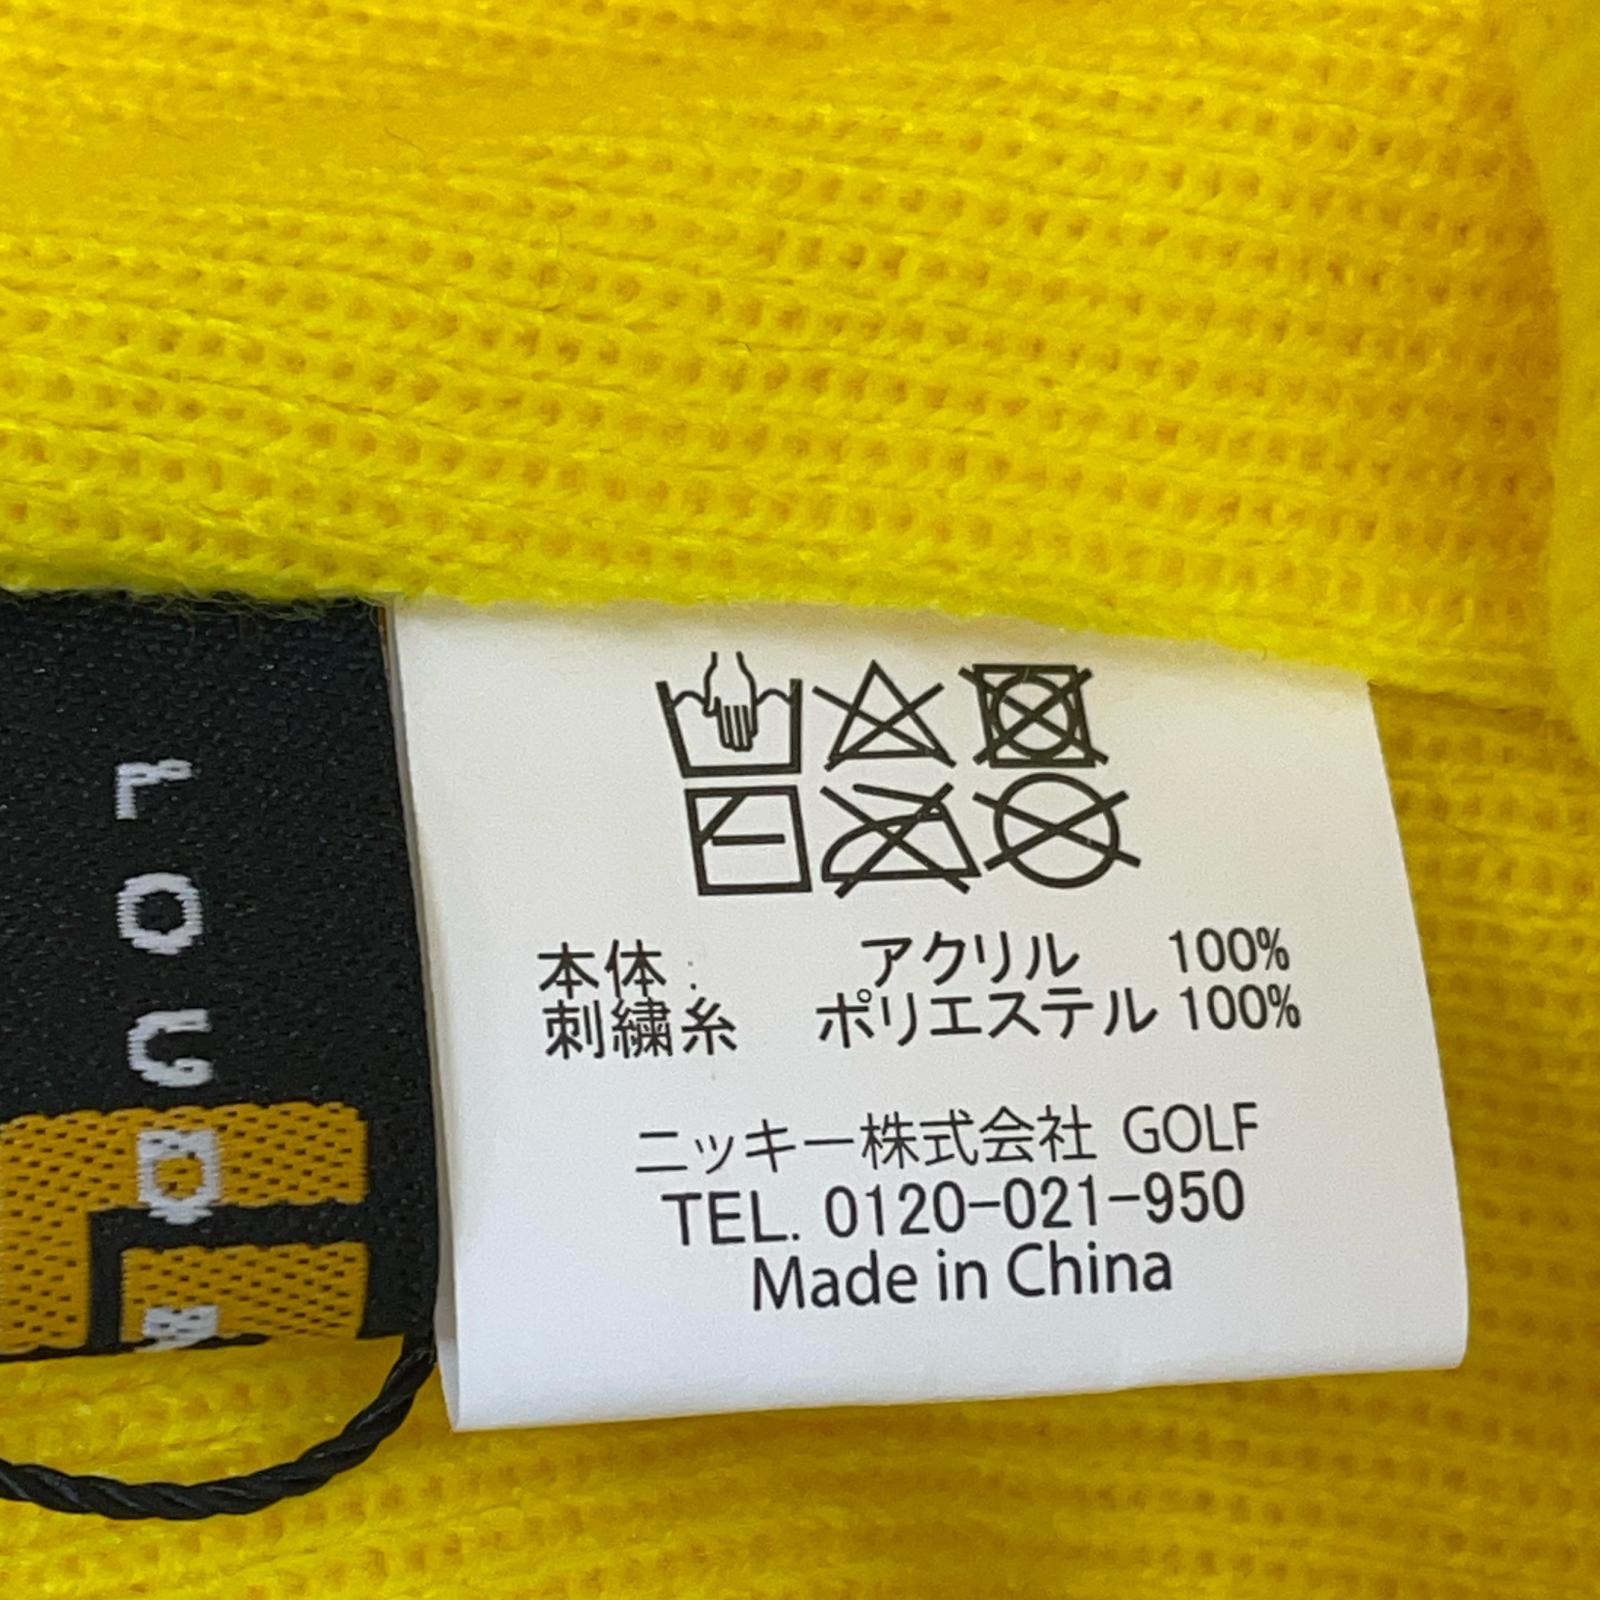 本体: アクリル 100%
刺繍糸 ポリエステル 100%
ニッキー株式会社 GOLF
TEL. 0120-021-950
Made in China